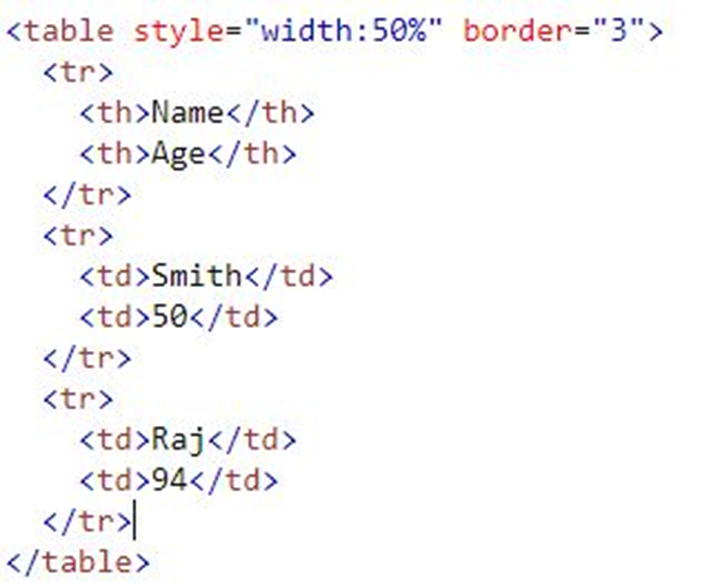 <table style="width:50%" border="3">
  <tr>
    <th>Name</th>
    <th>Age</th>
  </tr>
  <tr>
    <td>Smith</td>
    <td>50</td>
  </tr>
  <tr>
    <td>Raj</td>
    <td>94</td>
  </tr>
</table>